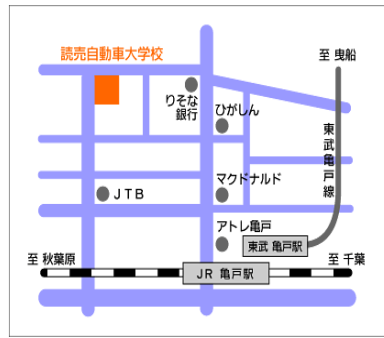 読売自動車大学校
至 曳船
りそな
銀行
ひがしん
東武亀戸線
マクドナルド
JTB
アトレ亀戸
東武 亀戸駅
至 秋葉原
至 千葉
JR 亀戸駅